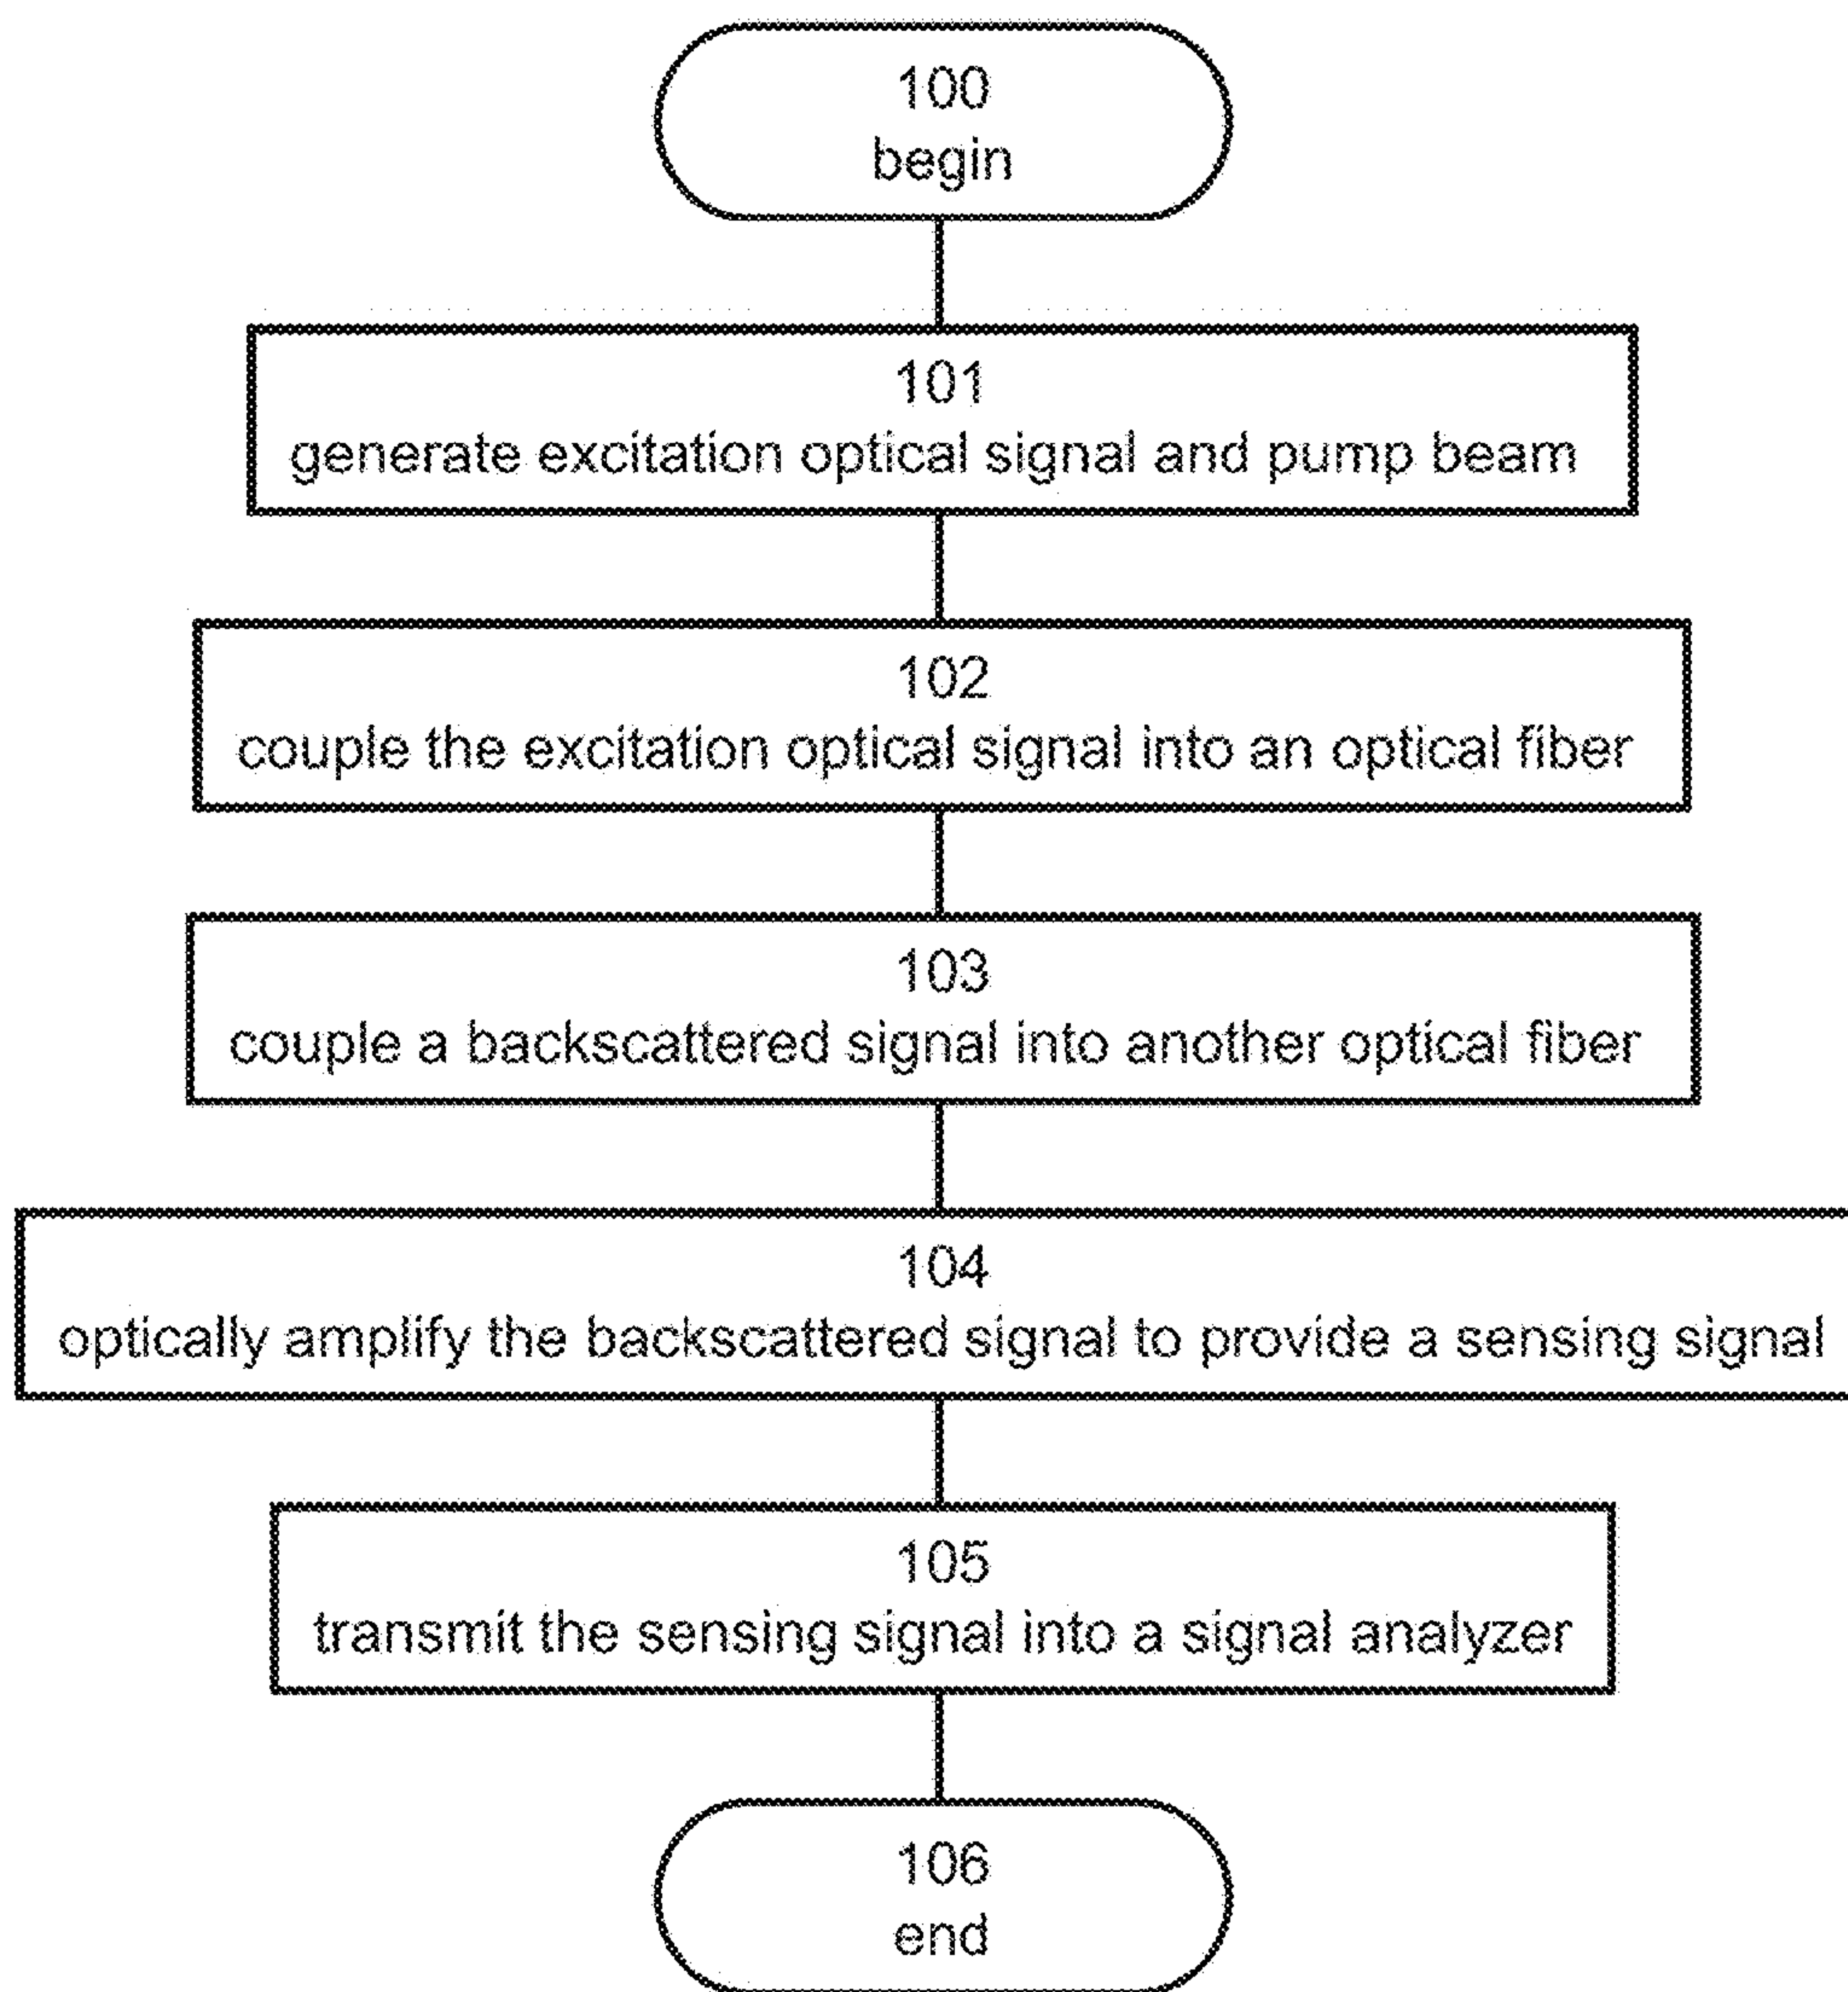 100
begin
101
generate excitation optical signal and pump beam
102
couple the excitation optical signal into an optical fiber
103
couple a backscattered signal into another optical fiber
104
optically amplify the backscattered signal to provide a sensing signal
105
transmit the sensing signal into a signal analyzer
106
end